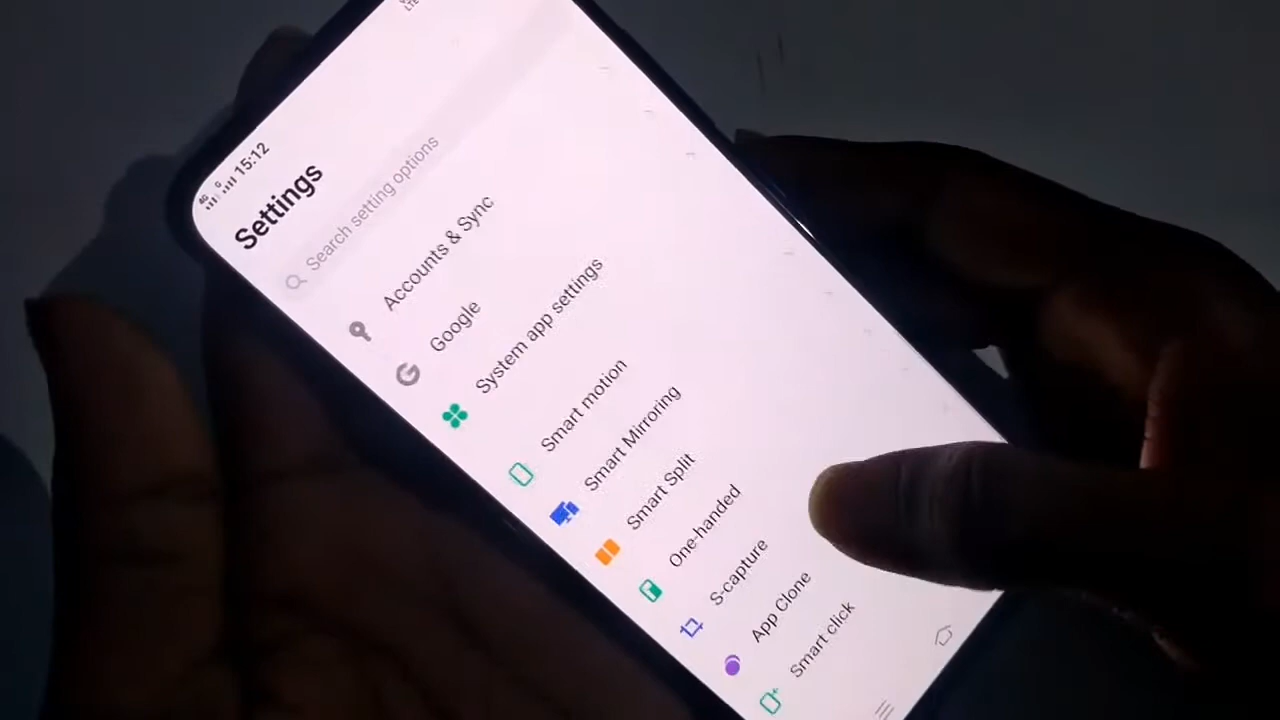 15:12
Settings
Search setting options
Accounts & Sync
Google
System app settings
Smart motion
Smart Mirroring
Smart Split
One-handed
S-capture
App Clone
Smart click